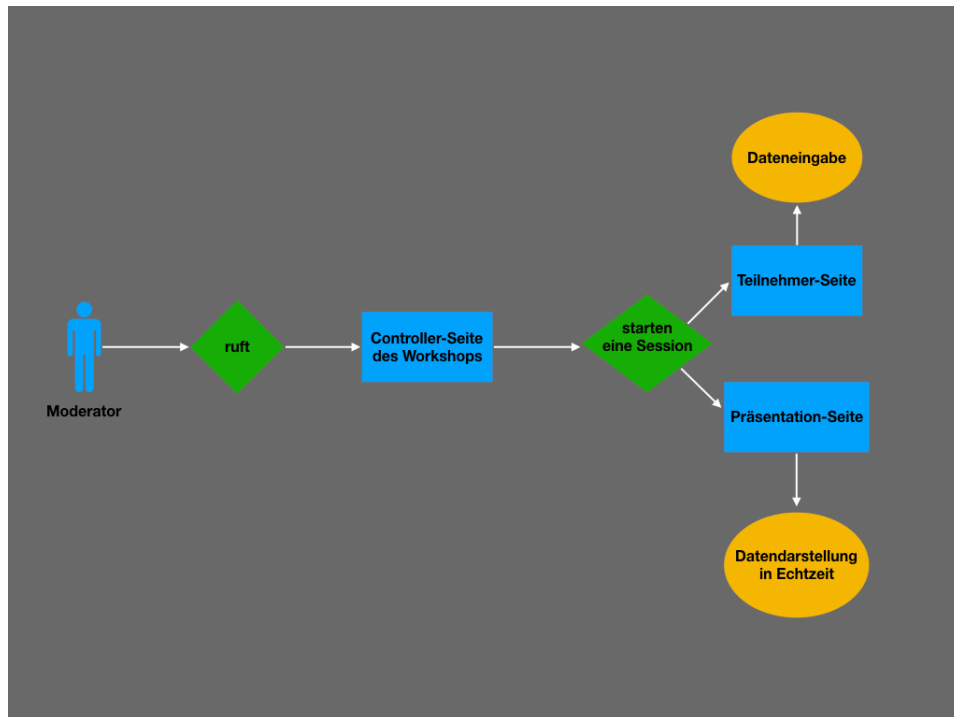 Moderator
ruft
Controller-Seite
des Workshops
starten
eine Session
Dateneingabe
Teilnehmer-Seite
Präsentation-Seite
Datendarstellung
in Echtzeit